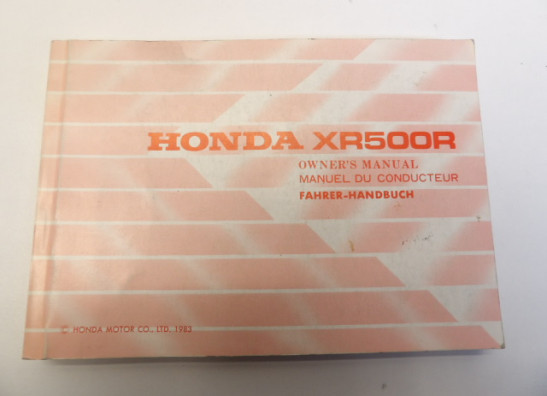 HONDA XR500R
OWNER'S MANUAL
MANUEL DU CONDUCTEUR
FAHRER-HANDBUCH
© HONDA MOTOR CO., LTD. 1983